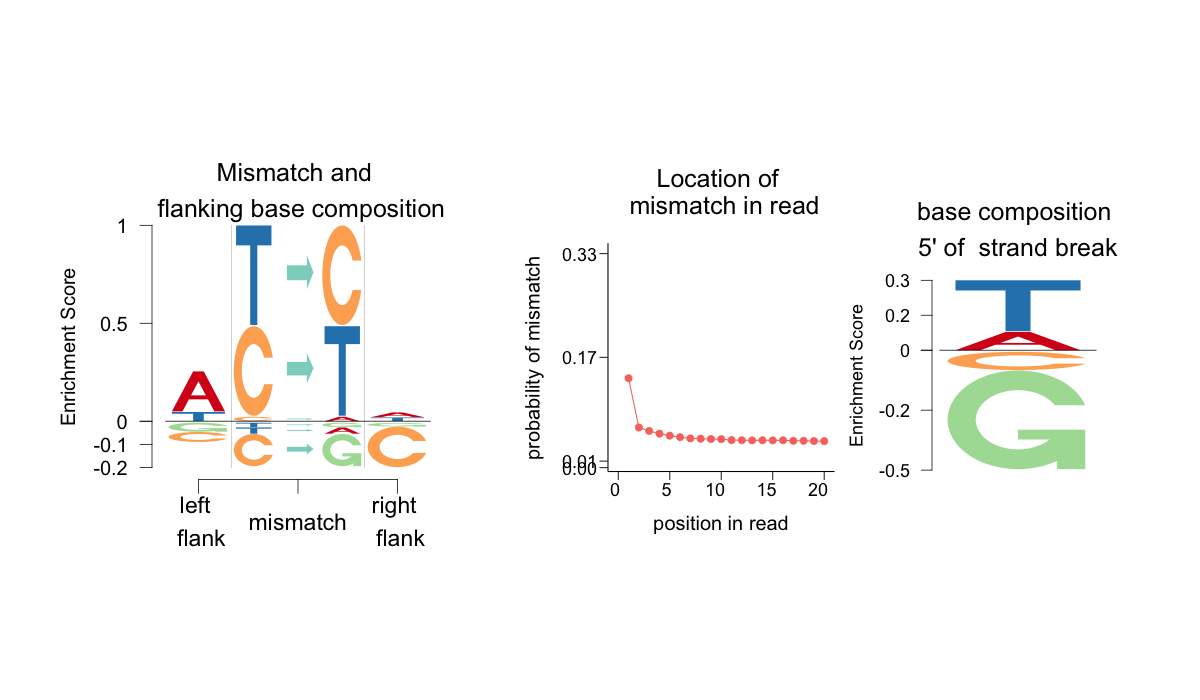 Mismatch and
flanking base composition
Enrichment Score
1
0.5
0
-0.1
-0.2
T C
C T
A
T
G
C
C
T
C
A
G
A
G
A
T
G
C
left
flank
mismatch
right
flank
Location of
mismatch in read
probability of mismatch
0.33
0.17
0.01
0.00
0 5 10 15 20
position in read
base composition
5' of strand break
Enrichment Score
0.3
0.2
0
-0.2
-0.5
T
A
C
G